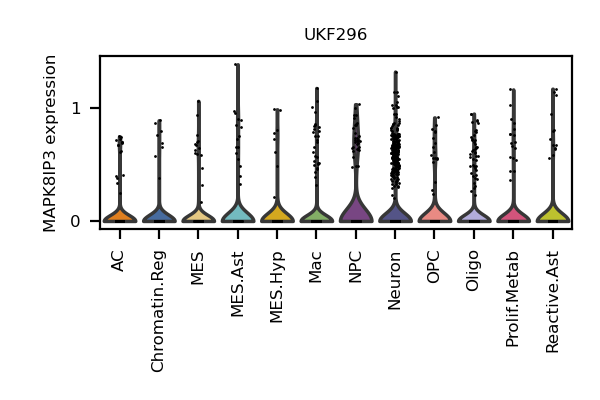 UKF296
MAPK8IP3 expression
1
0
AC
Chromatin.Reg
MES
MES.Ast
MES.Hyp
Mac
NPC
Neuron
OPC
Oligo
Prolif.Metab
Reactive.Ast